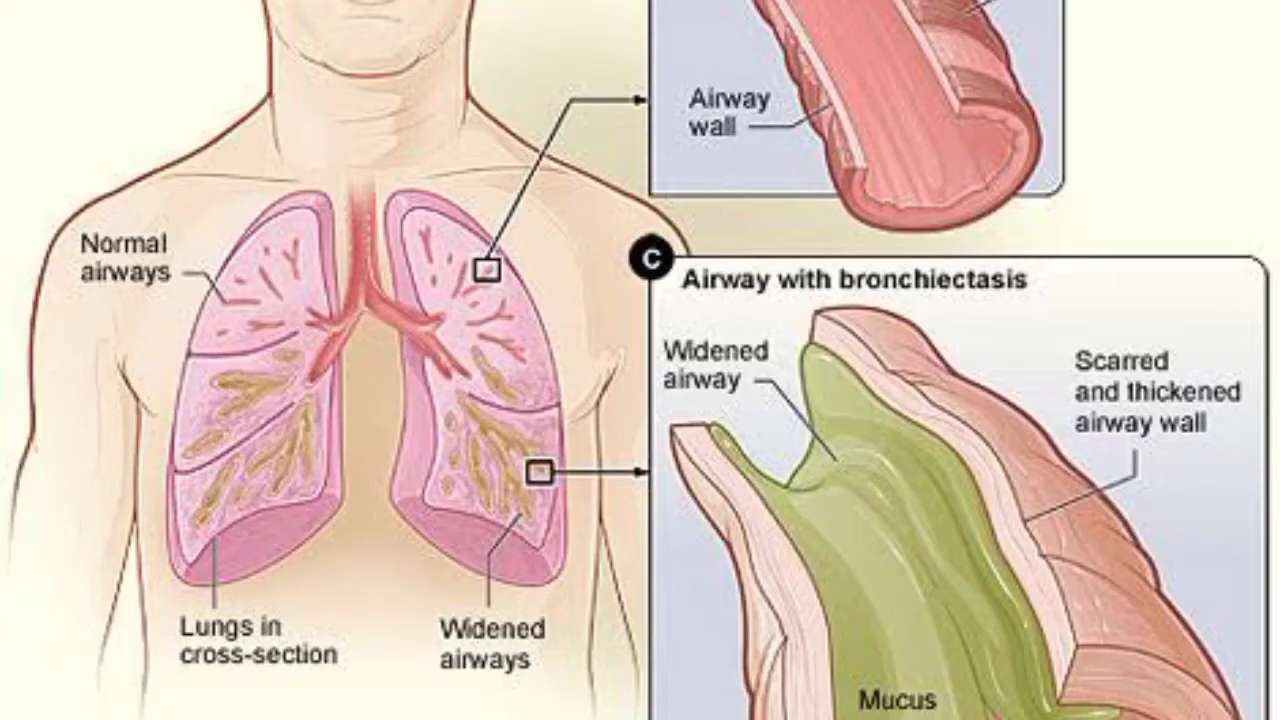 Airway
wall
Normal
airways
C
Airway with bronchiectasis
Widened
airway
Scarred
and thickened
airway wall
Lungs in
cross-section
Widened
airways
Mucus